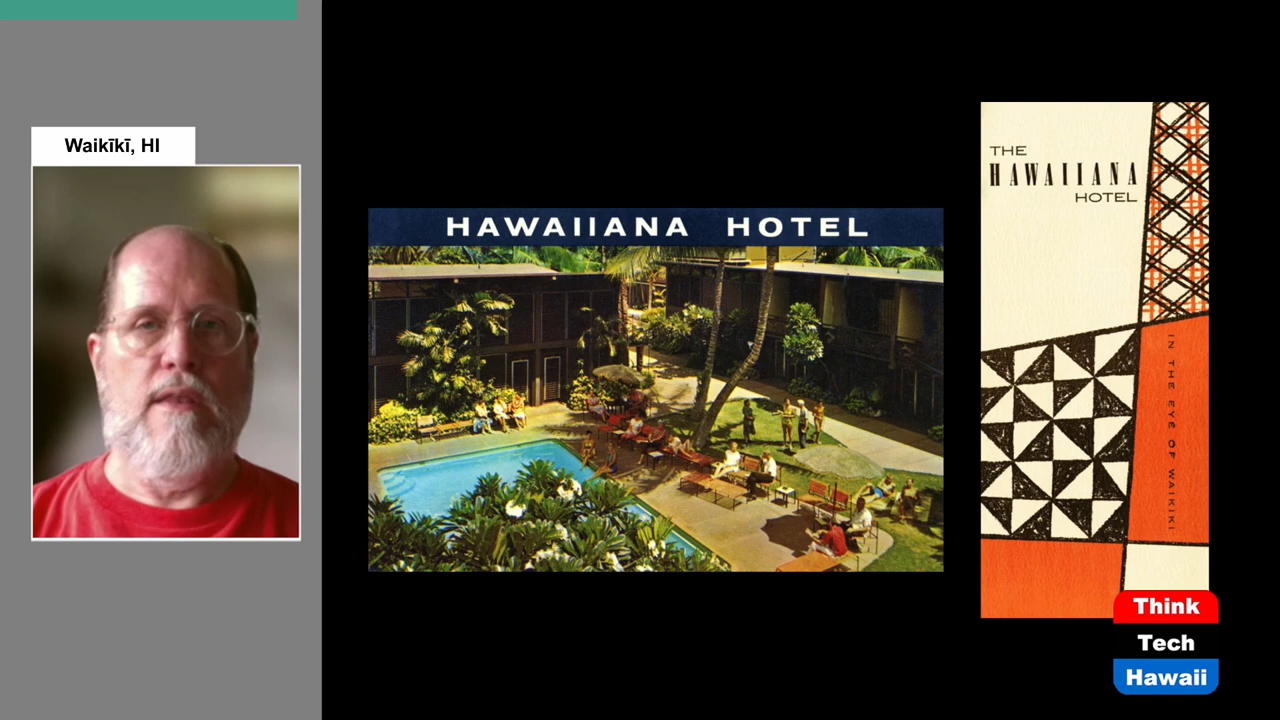 Waikīkī, HI
HAWAIIANA HOTEL
THE
HAWAIIANA
HOTEL
IN THE EYE OF WAIKIKI
Think
Tech
Hawaii